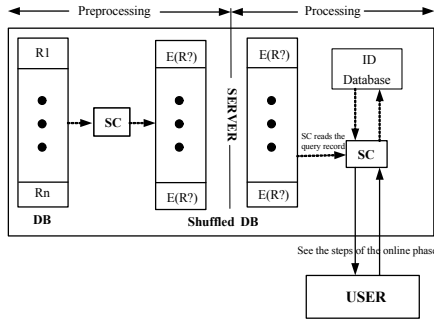 Preprocessing
Processing
R1
Rn
DB
SC
E(R?)
E(R?)
Shuffled DB
SERVER
E(R?)
E(R?)
SC reads the
query record
ID
Database
SC
See the steps of the online phase
USER